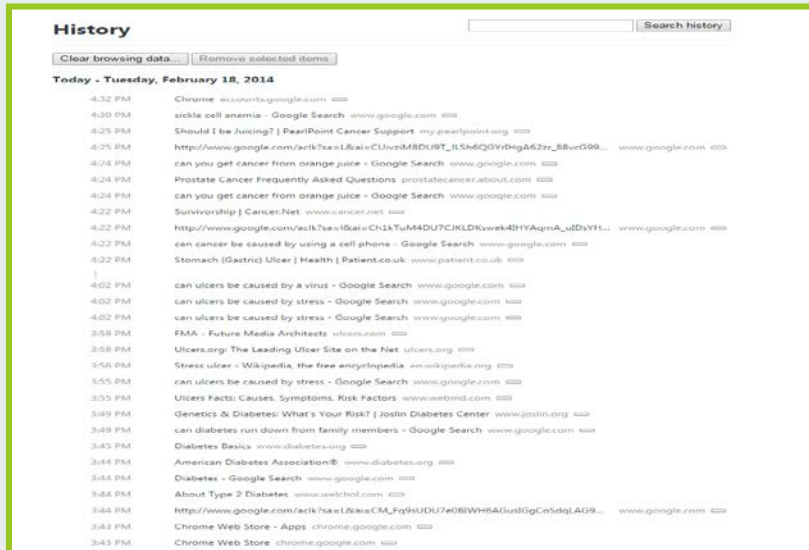 History
Search history
Clear browsing data... Remove selected items
Today - Tuesday, February 18, 2014
4:32 PM Chrome accounts.google.com
4:30 PM sickle cell anemia - Google Search www.google.com
4:25 PM Should I be Juicing? | PearlPoint Cancer Support my.pearlpoint.org
4:25 PM www.google.com
4:24 PM can you get cancer from orange juice - Google Search www.google.com
4:24 PM Prostate Cancer Frequently Asked Questions prostatecancer.about.com
4:24 PM can you get cancer from orange juice - Google Search www.google.com
4:22 PM Survivorship | Cancer.Net www.cancer.net
4:22 PM www.google.com
4:22 PM can cancer be caused by using a cell phone - Google Search www.google.com
4:22 PM Stomach (Gastric) Ulcer | Health | Patient.co.uk www.patient.co.uk
4:02 PM can ulcers be caused by a virus - Google Search www.google.com
4:02 PM can ulcers be caused by stress - Google Search www.google.com
4:02 PM can ulcers be caused by stress - Google Search www.google.com
3:58 PM FMA - Future Media Architects ulcers.com
3:58 PM Ulcers.org: The Leading Ulcer Site on the Net ulcers.org
3:56 PM Stress ulcer - Wikipedia, the free encyclopedia en.wikipedia.org
3:55 PM can ulcers be caused by stress - Google Search www.google.com
3:55 PM Ulcers Facts: Causes, Symptoms, Risk Factors www.webmd.com
3:49 PM Genetics & Diabetes: What's Your Risk? | Joslin Diabetes Center www.joslin.org
3:49 PM can diabetes run down from family members - Google Search www.google.com
3:45 PM Diabetes Basics www.diabetes.org
3:44 PM American Diabetes Association® www.diabetes.org
3:44 PM Diabetes - Google Search www.google.com
3:44 PM About Type 2 Diabetes www.welchol.com
3:44 PM www.google.com
3:43 PM Chrome Web Store - Apps chrome.google.com
3:43 PM Chrome Web Store chrome.google.com